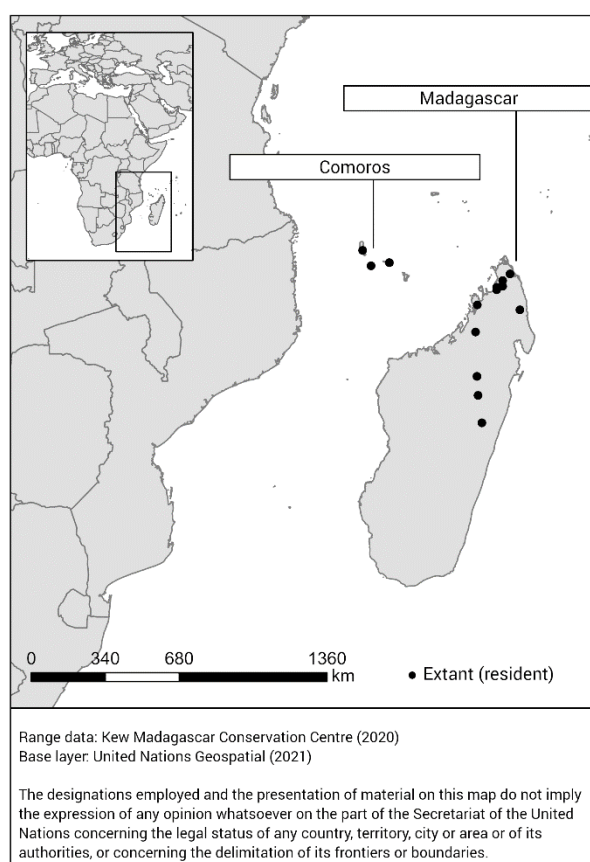 Madagascar
Comoros
0 340 680 1360
km
Extant (resident)
Range data: Kew Madagascar Conservation Centre (2020)
Base layer: United Nations Geospatial (2021)
The designations employed and the presentation of material on this map do not imply
the expression of any opinion whatsoever on the part of the Secretariat of the United
Nations concerning the legal status of any country, territory, city or area or of its
authorities, or concerning the delimitation of its frontiers or boundaries.